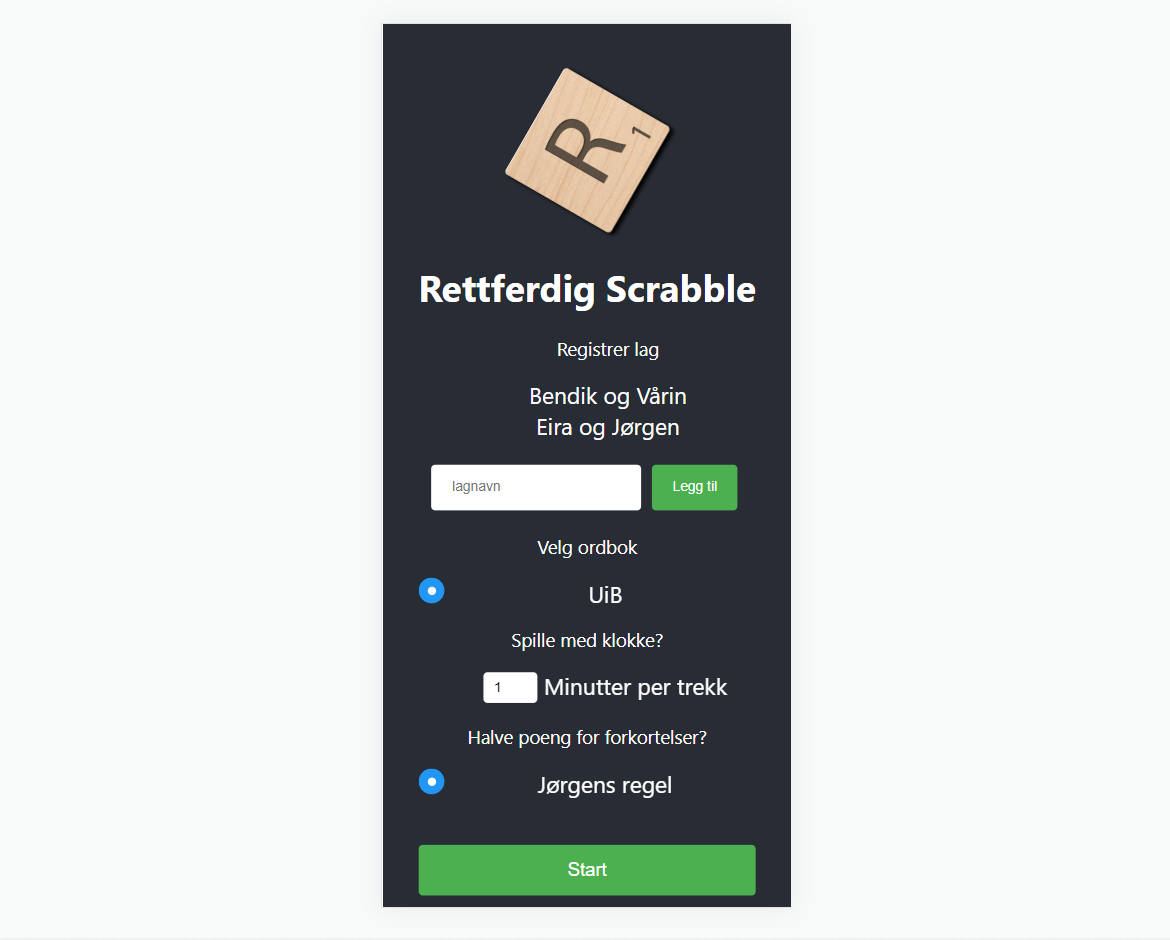 R 1
Rettferdig Scrabble
Registrer lag
Bendik og Vårin
Eira og Jørgen
lagnavn Legg til
Velg ordbok
UiB
Spille med klokke?
1 Minutter per trekk
Halve poeng for forkortelser?
Jørgens regel
Start